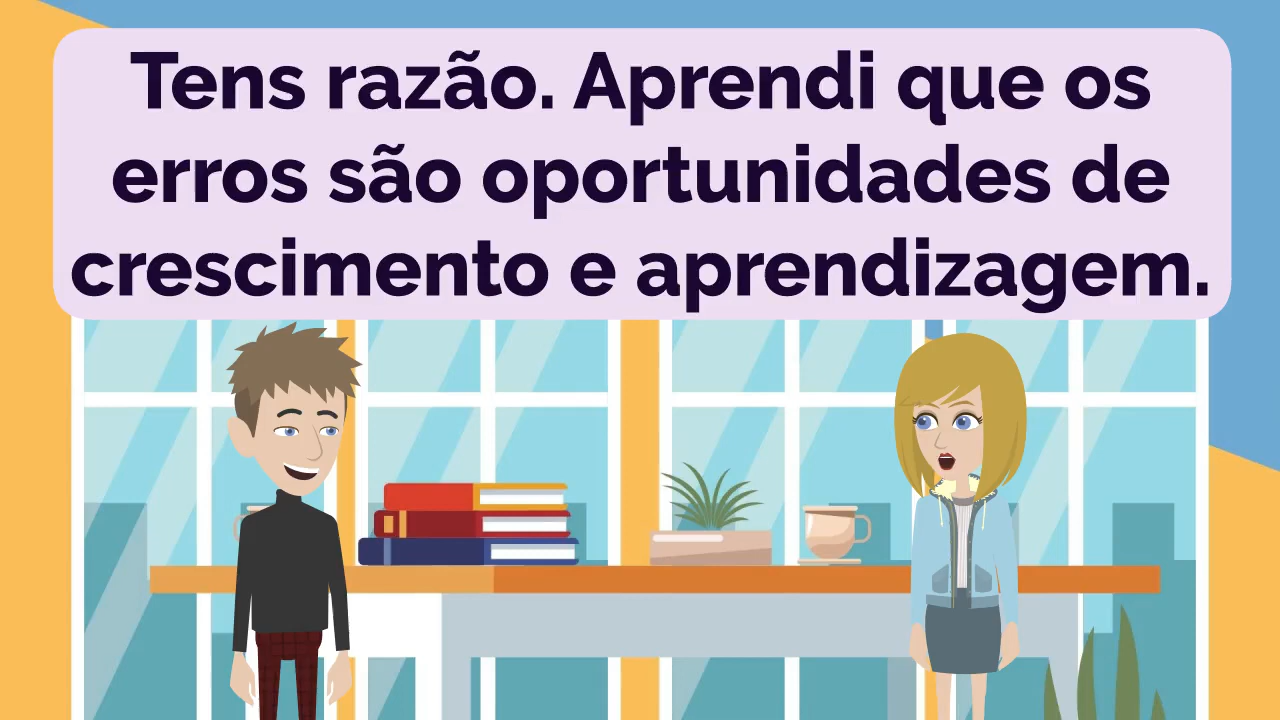 Tens razão. Aprendi que os
erros são oportunidades de
crescimento e aprendizagem.